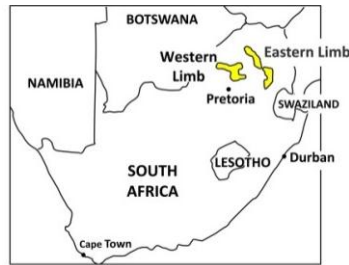 BOTSWANA
Eastern Limb
Western
Limb
NAMIBIA
Pretoria
SWAZILAND
SOUTH
AFRICA
LESOTHO
Durban
Cape Town